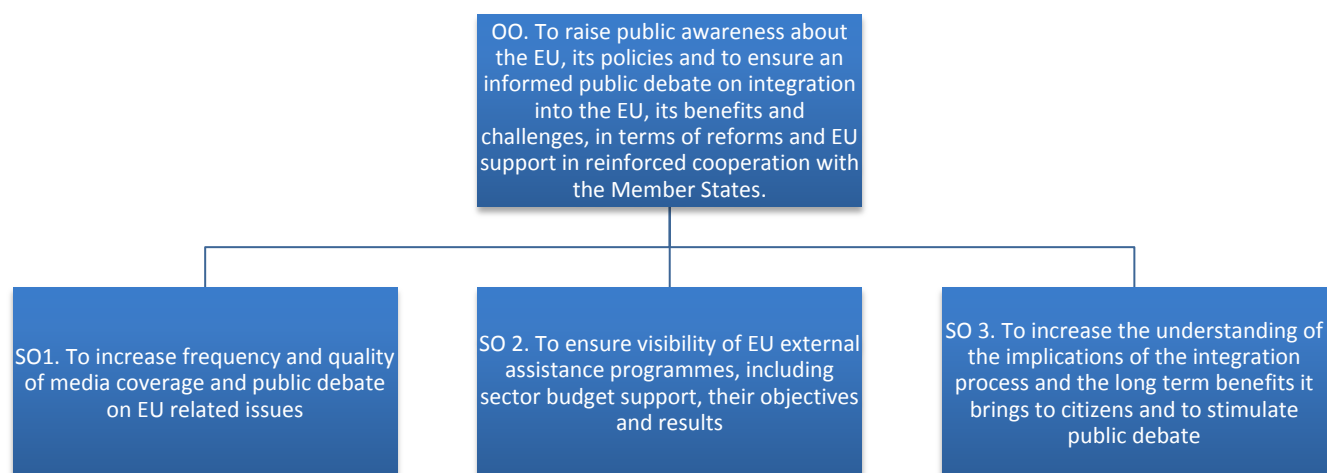 OO. To raise public awareness about
the EU, its policies and to ensure an
informed public debate on integration
into the EU, its benefits and
challenges, in terms of reforms and EU
support in reinforced cooperation with
the Member States.
SO1. To increase frequency and quality
of media coverage and public debate
on EU related issues
SO 2. To ensure visibility of EU external
assistance programmes, including
sector budget support, their objectives
and results
SO 3. To increase the understanding of
the implications of the integration
process and the long term benefits it
brings to citizens and to stimulate
public debate